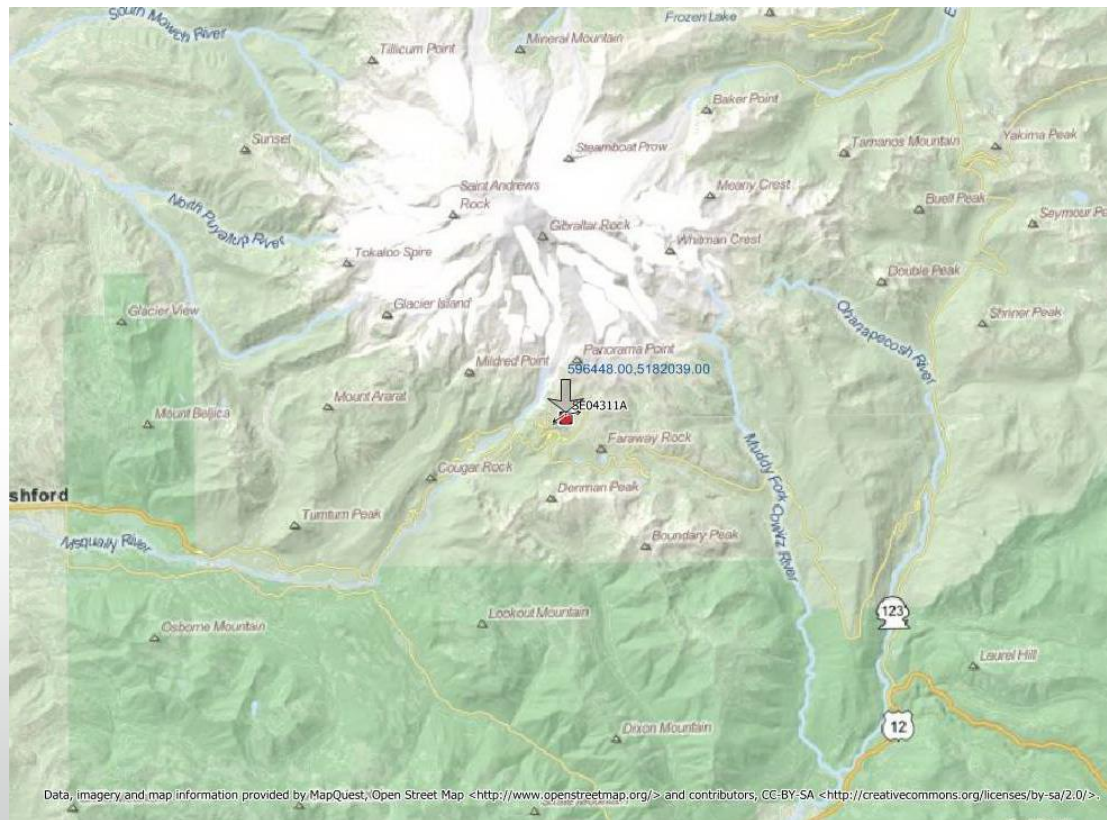 South Mowich River
Frozen Lake
Tillicum Point
Mineral Mountain
Baker Point
Sunset
Steamboat Prow
Tamanos Mountain
Yakima Peak
Saint Andrews
Rock
Meany Crest
North Puyallup River
Buell Peak
Gibraltar Rock
Whitman Crest
Tokaloo Spire
Double Peak
Glacier View
Glacier Island
Ohanapecosh River
Shriner Peak
Mildred Point
Panorama Point
596448.00,5182039.00
Mount Ararat
SE04311A
Mount Beljica
Faraway Rock
Cougar Rock
Muddy Fork Cowlitz River
shford
Denman Peak
Tumtum Peak
Boundary Peak
Nisqually River
123
Lookout Mountain
Osborne Mountain
Laurel Hill
12
Dixon Mountain
Data, imagery and map information provided by MapQuest, Open Street Map <http://www.openstreetmap.org/> and contributors, CC-BY-SA <http://creativecommons.org/licenses/by-sa/2.0/>.